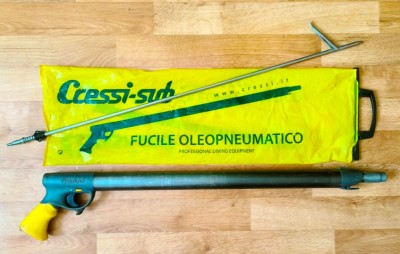 Cressi-sub
www.cressi.it
FUCILE OLEOPNEUMATICO
PROFESSIONAL DIVING EQUIPMENT